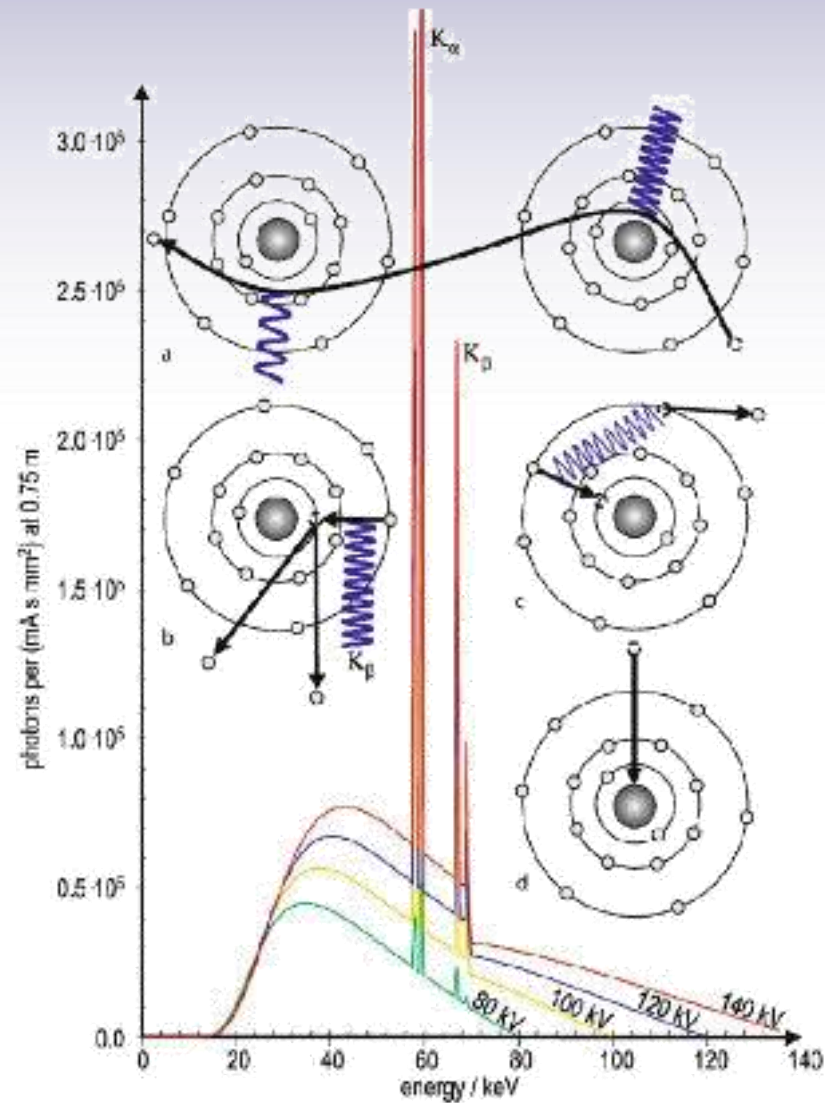 Kα
3.0·10⁵
2.5·10⁵
a
Kβ
2.0·10⁵
photons per (mA s mm²) at 0.75 m
1.5·10⁵
c
b
Kβ
1.0·10⁵
0.5·10⁵
d
80 kV
100 kV
120 kV
140 kV
0.0
0
20
40
60
80
100
120
140
energy / keV